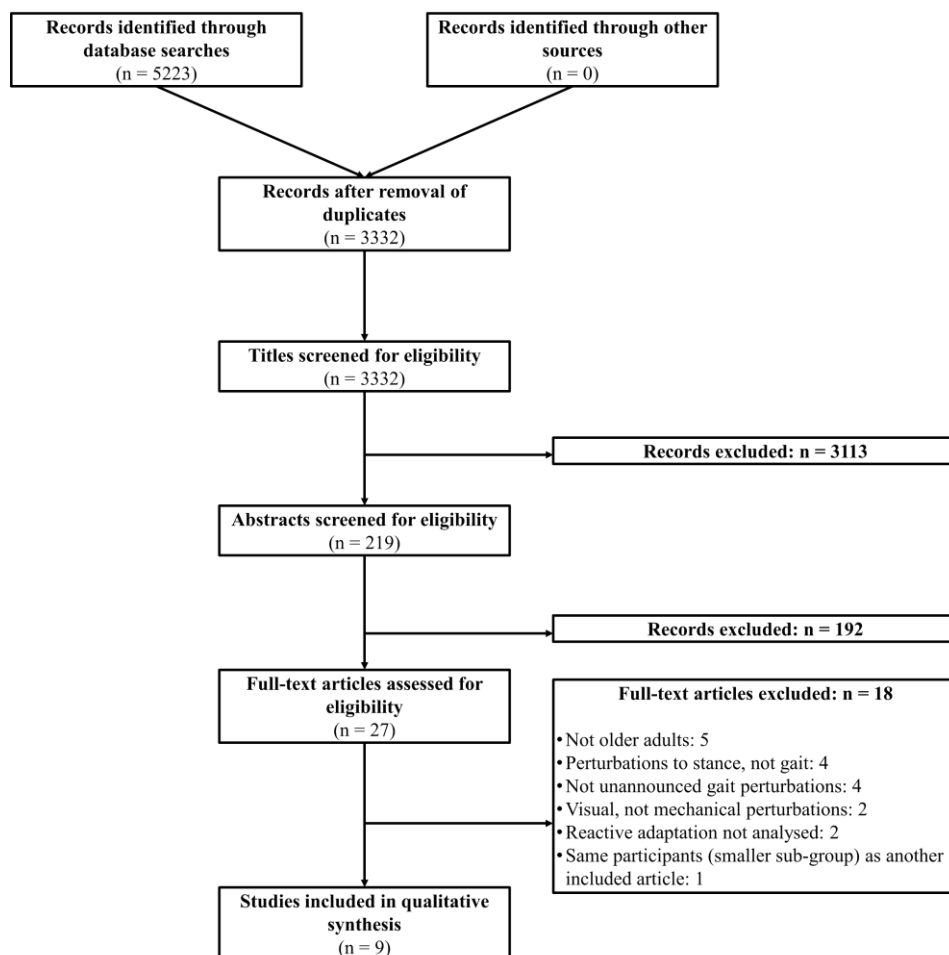 Records identified through
database searches
(n = 5223)
Records identified through other
sources
(n = 0)
Records after removal of
duplicates
(n = 3332)
Titles screened for eligibility
(n = 3332)
Records excluded: n = 3113
Abstracts screened for eligibility
(n = 219)
Records excluded: n = 192
Full-text articles assessed for
eligibility
(n = 27)
Full-text articles excluded: n = 18
• Not older adults: 5
• Perturbations to stance, not gait: 4
• Not unannounced gait perturbations: 4
• Visual, not mechanical perturbations: 2
• Reactive adaptation not analysed: 2
• Same participants (smaller sub-group) as another
included article: 1
Studies included in qualitative
synthesis
(n = 9)